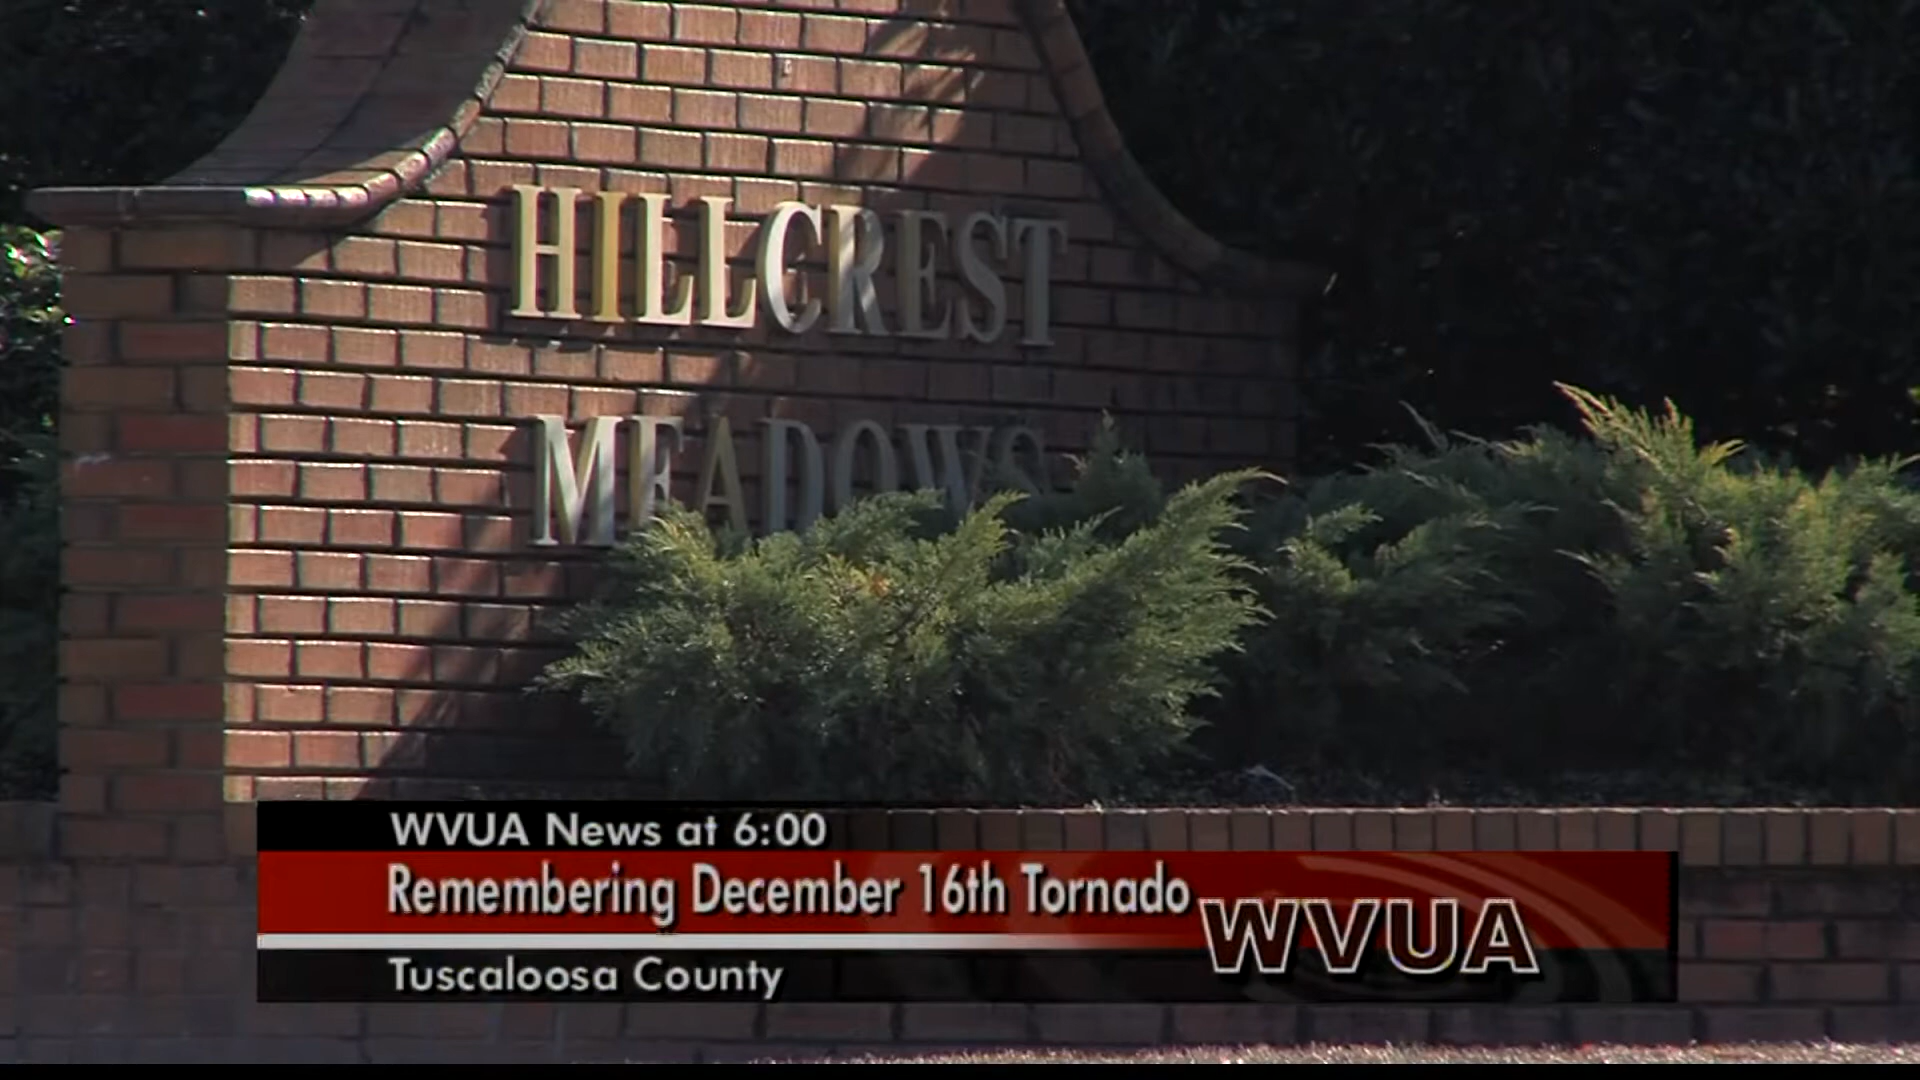 HILLCREST
MEADOWS
WVUA News at 6:00
Remembering December 16th Tornado
WVUA
Tuscaloosa County